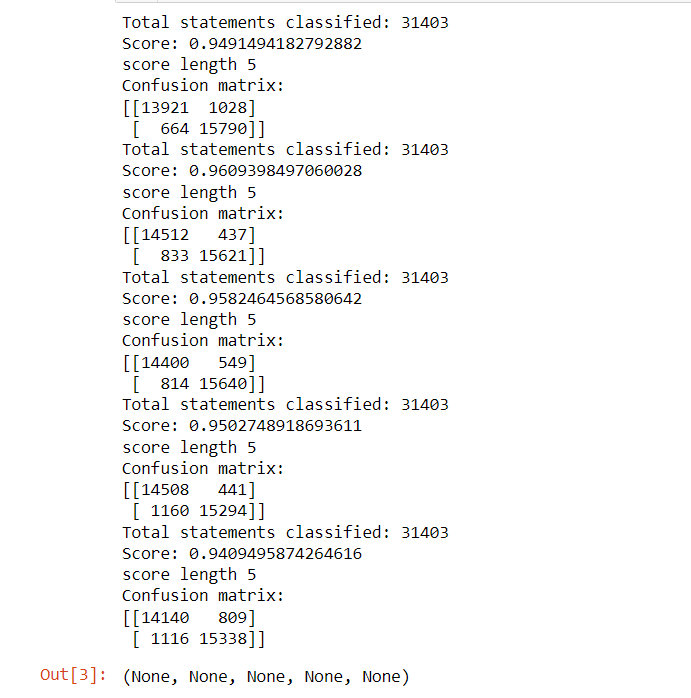 Total statements classified: 31403
Score: 0.9491494182792882
score length 5
Confusion matrix:
[[13921  1028]
 [  664 15790]]
Total statements classified: 31403
Score: 0.9609398497060028
score length 5
Confusion matrix:
[[14512   437]
 [  833 15621]]
Total statements classified: 31403
Score: 0.9582464568580642
score length 5
Confusion matrix:
[[14400   549]
 [  814 15640]]
Total statements classified: 31403
Score: 0.9502748918693611
score length 5
Confusion matrix:
[[14508   441]
 [ 1160 15294]]
Total statements classified: 31403
Score: 0.9409495874264616
score length 5
Confusion matrix:
[[14140   809]
 [ 1116 15338]]
Out[3]: (None, None, None, None, None)